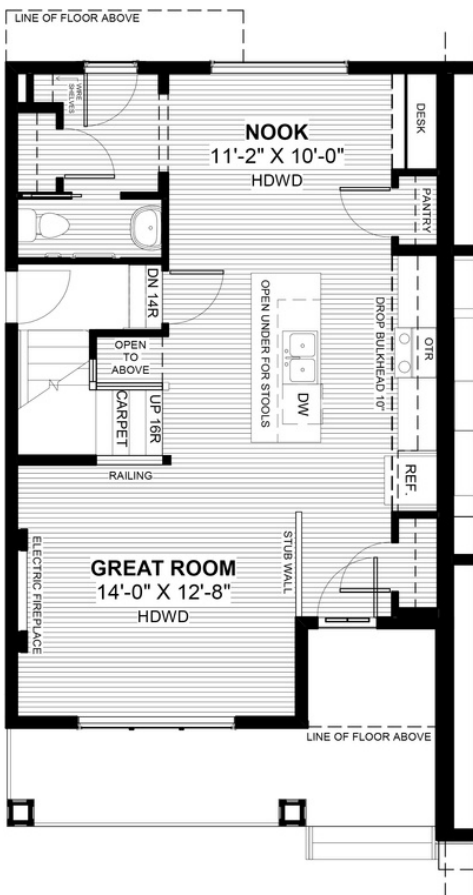 LINE OF FLOOR ABOVE
WIRE
SHELVES
NOOK
11'-2" X 10'-0"
HDWD
DESK
PANTRY
DN 14R
OPEN UNDER FOR STOOLS
DROP BULKHEAD 10"
OTR
OPEN
TO
ABOVE
DW
UP 16R
CARPET
REF.
RAILING
ELECTRIC FIREPLACE
STUB WALL
GREAT ROOM
14'-0" X 12'-8"
HDWD
LINE OF FLOOR ABOVE